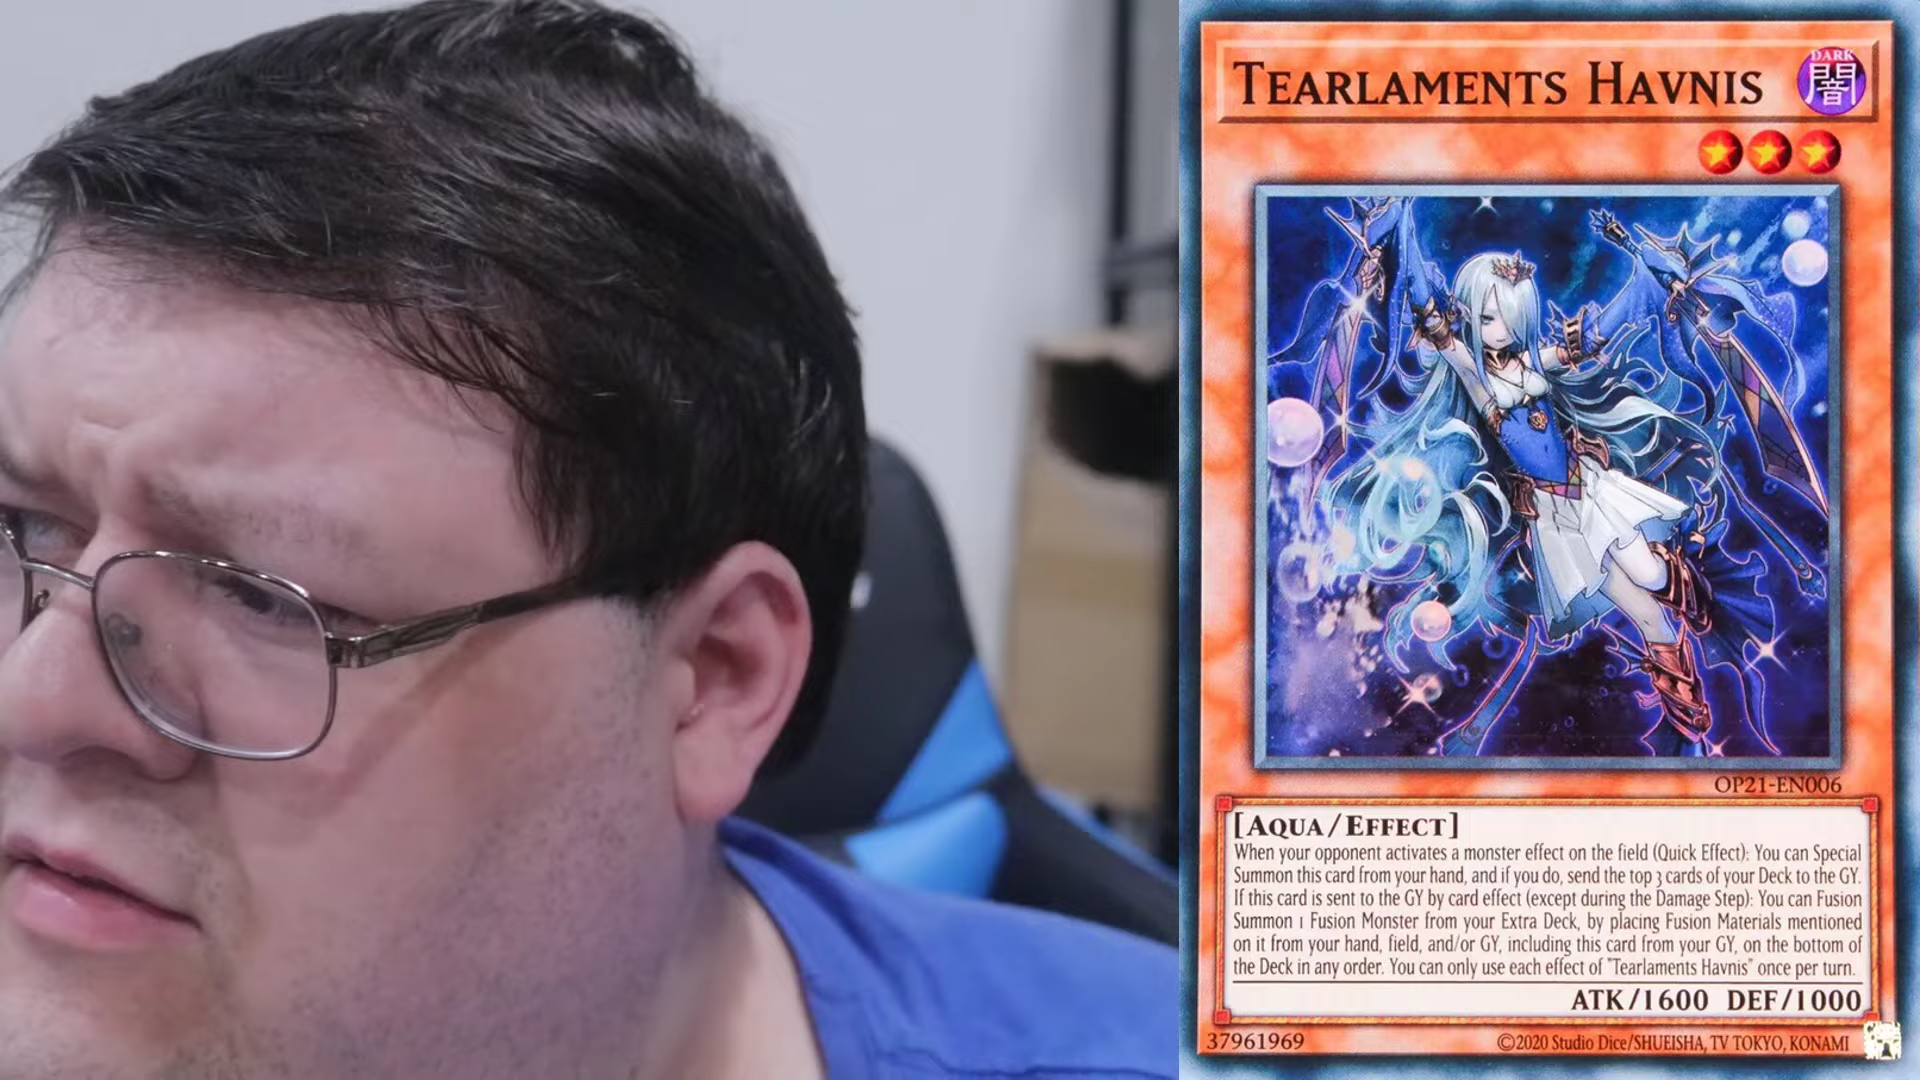 TEARLAMENTS HAVNIS
DARK
闇
OP21-EN006
[AQUA/EFFECT]
When your opponent activates a monster effect on the field (Quick Effect): You can Special
Summon this card from your hand, and if you do, send the top 3 cards of your Deck to the GY.
If this card is sent to the GY by card effect (except during the Damage Step): You can Fusion
Summon 1 Fusion Monster from your Extra Deck, by placing Fusion Materials mentioned
on it from your hand, field, and/or GY, including this card from your GY, on the bottom of
the Deck in any order. You can only use each effect of "Tearlaments Havnis" once per turn.
ATK/1600 DEF/1000
37961969
©2020 Studio Dice/SHUEISHA, TV TOKYO, KONAMI